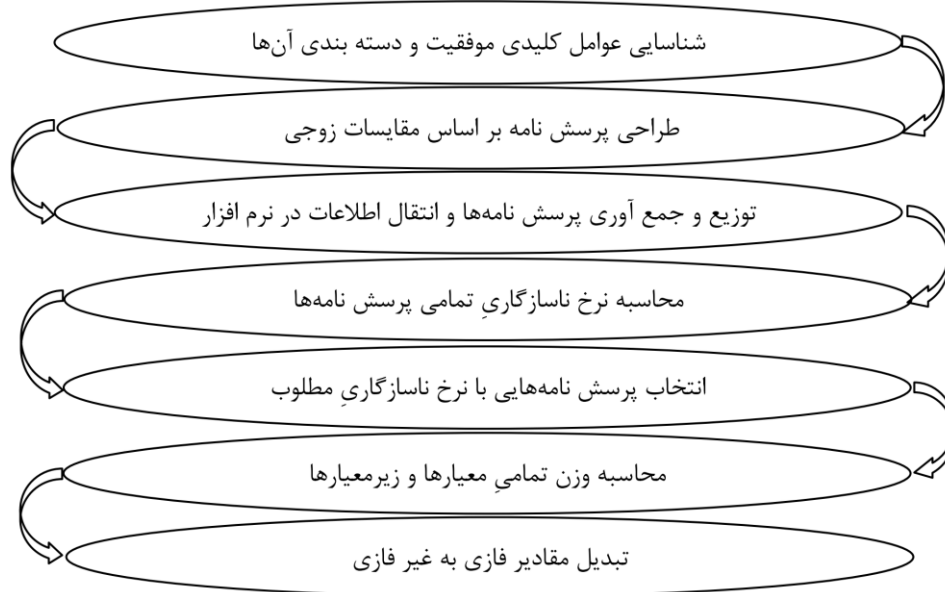 شناسایی عوامل کلیدی موفقیت و دسته بندی آن‌ها
طراحی پرسش نامه بر اساس مقایسات زوجی
توزیع و جمع آوری پرسش نامه‌ها و انتقال اطلاعات در نرم افزار
محاسبه نرخ ناسازگاریِ تمامی پرسش نامه‌ها
انتخاب پرسش نامه‌هایی با نرخ ناسازگاریِ مطلوب
محاسبه وزن تمامیِ معیارها و زیرمعیارها
تبدیل مقادیر فازی به غیر فازی